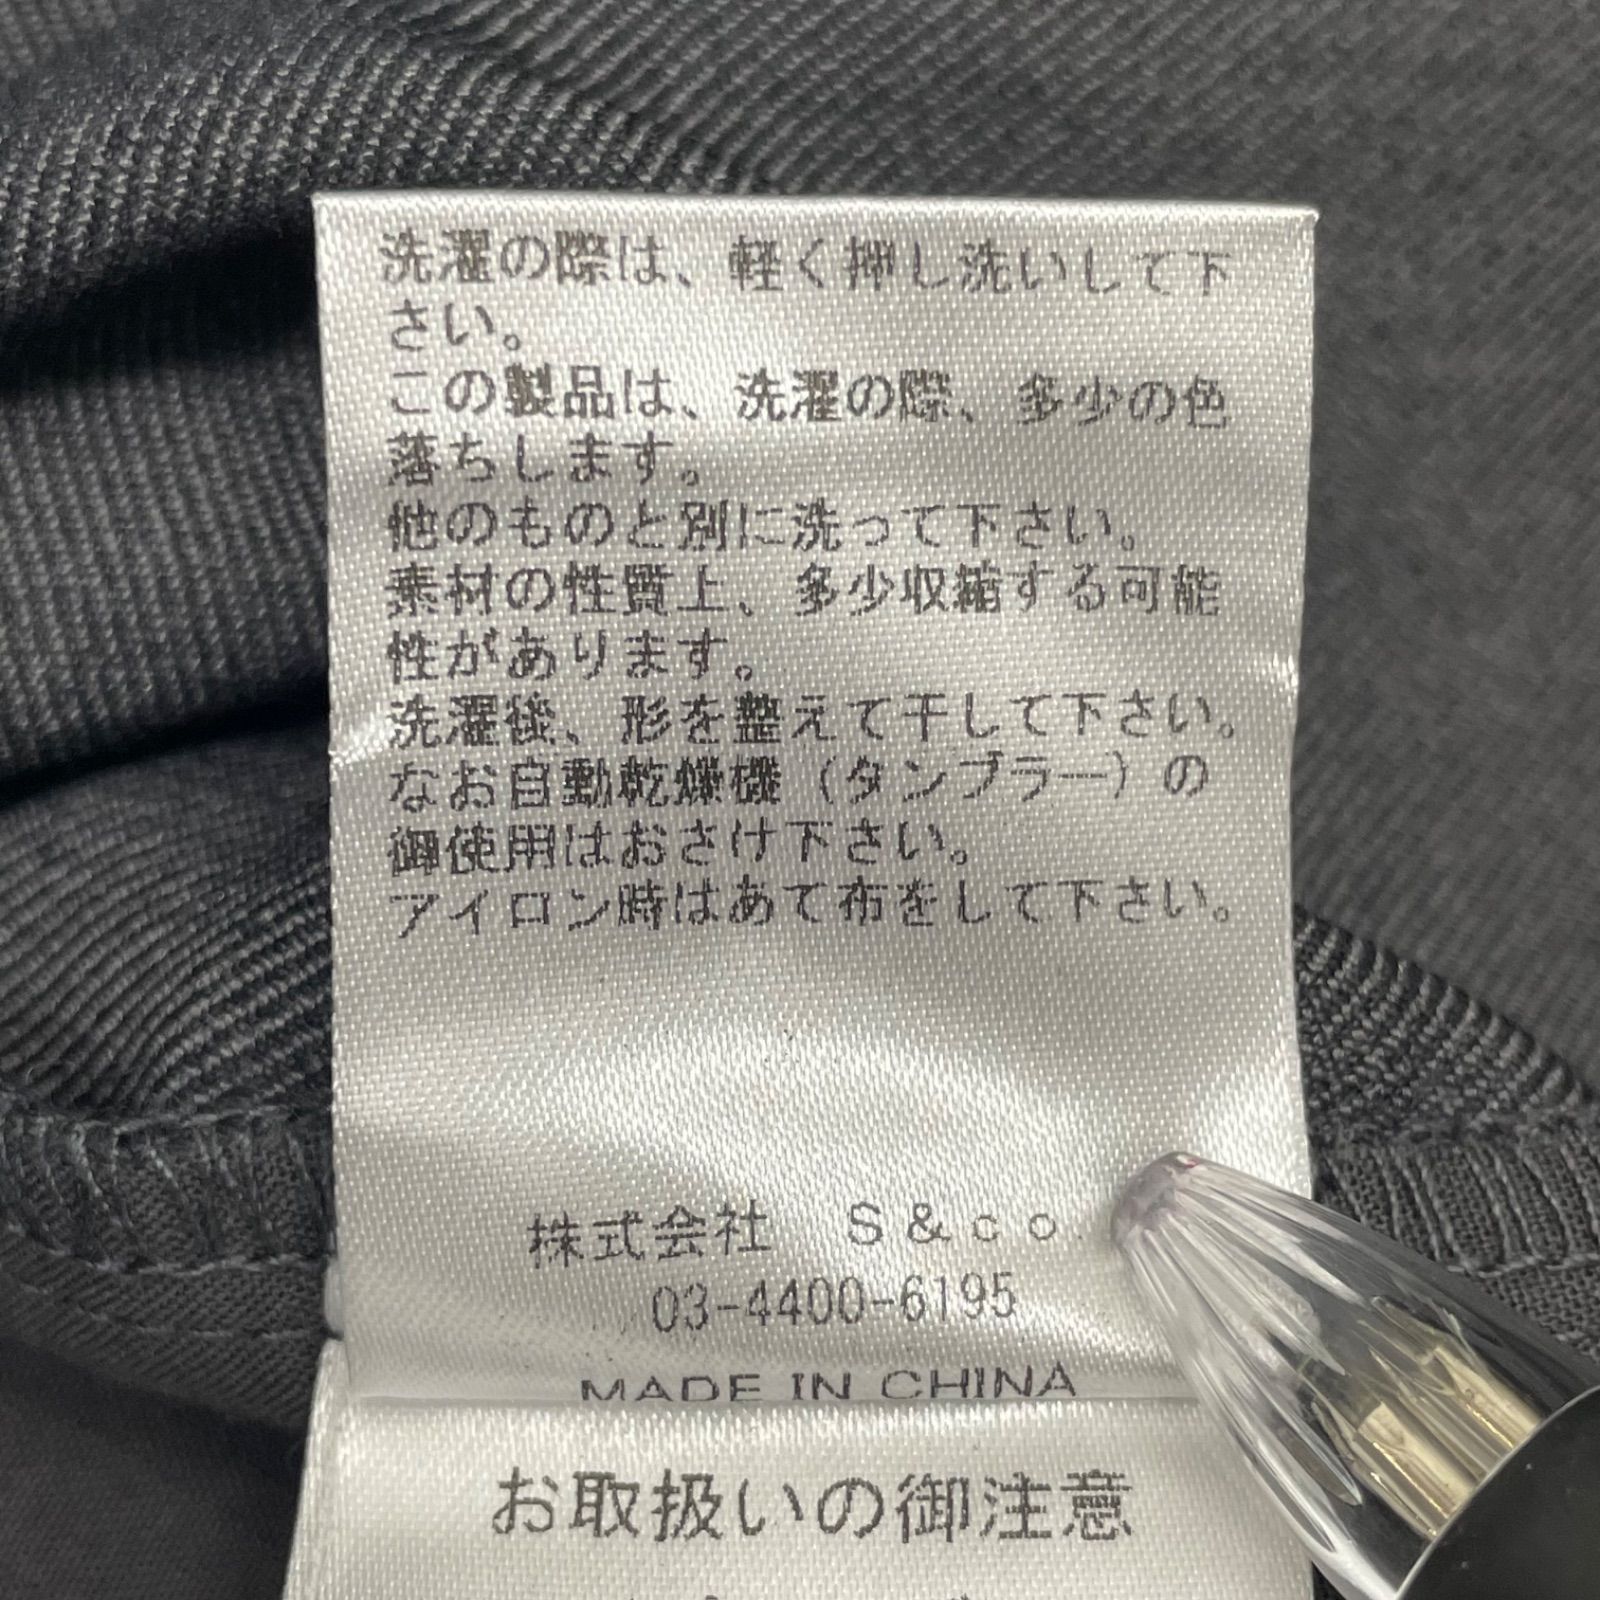 洗濯の際は、軽く押し洗いして下
さい。
この製品は、洗濯の際、多少の色
落ちします。
他のものと別に洗って下さい。
素材の性質上、多少収縮する可能
性があります。
洗濯後、形を整えて干して下さい。
なお自動乾燥機（タンブラー）の
御使用はおさけ下さい。
アイロン時はあて布をして下さい。
株式会社　Ｓ＆ｃｏ.
03-4400-6195
MADE IN CHINA
お取扱いの御注意